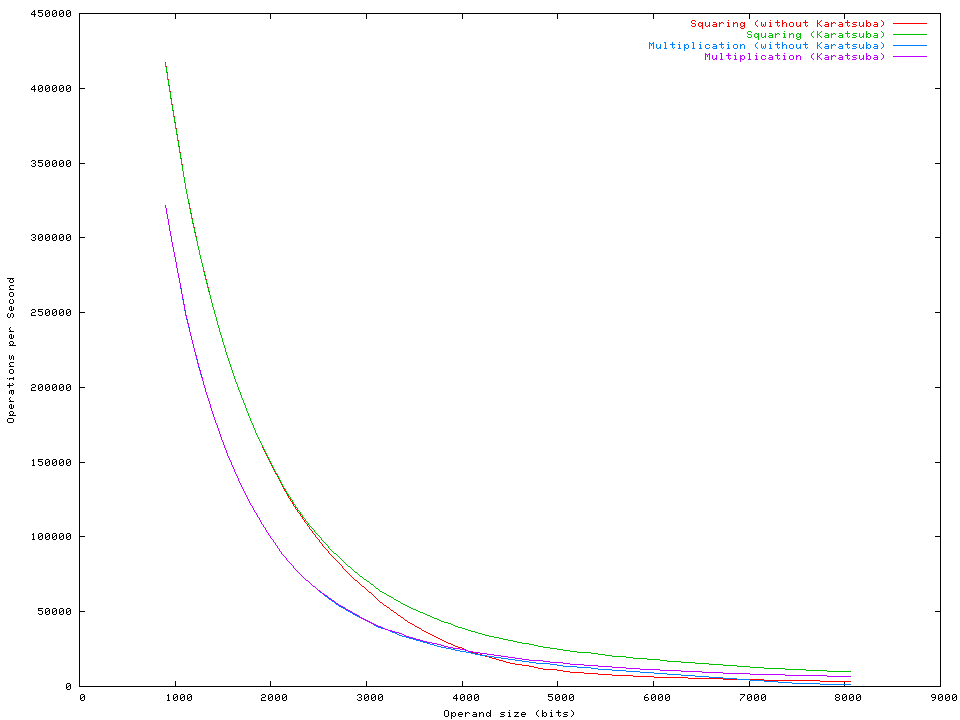 450000
400000
350000
300000
250000
200000
150000
100000
50000
0
Operations per Second
Squaring (without Karatsuba)
Squaring (Karatsuba)
Multiplication (without Karatsuba)
Multiplication (Karatsuba)
0 1000 2000 3000 4000 5000 6000 7000 8000 9000
Operand size (bits)